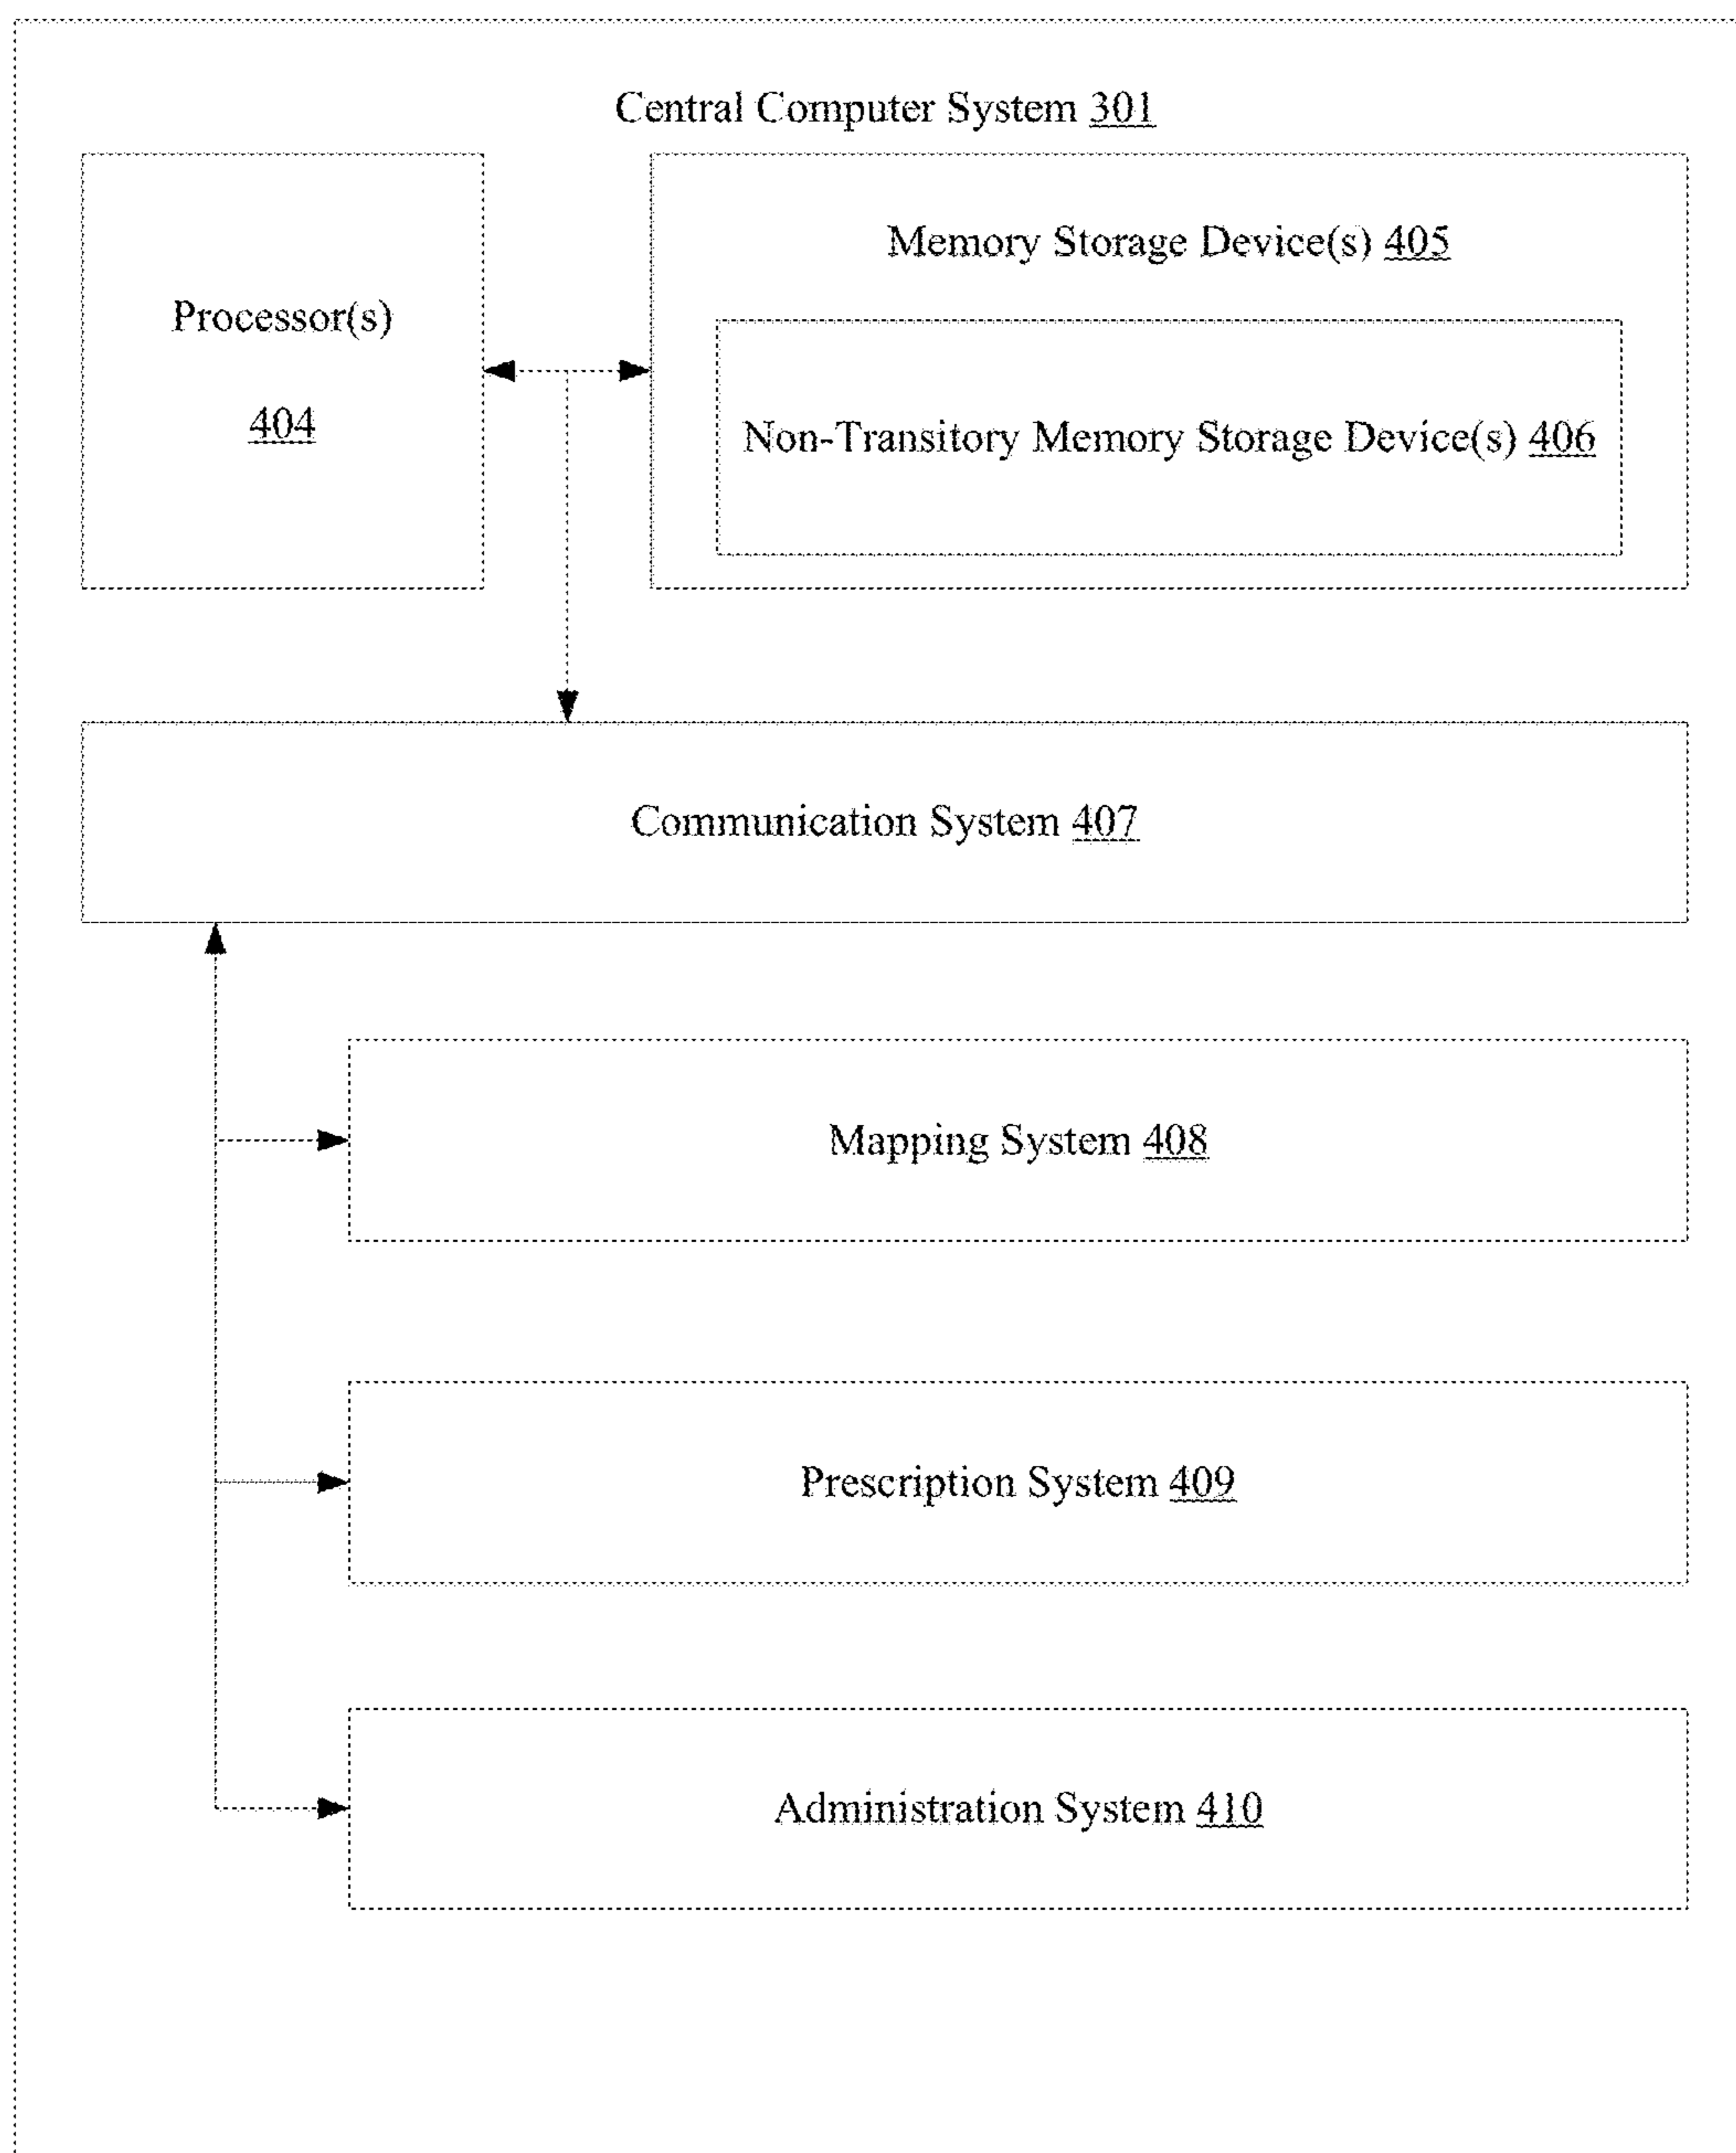 Central Computer System 301
Processor(s)
404
Memory Storage Device(s) 405
Non-Transitory Memory Storage Device(s) 406
Communication System 407
Mapping System 408
Prescription System 409
Administration System 410